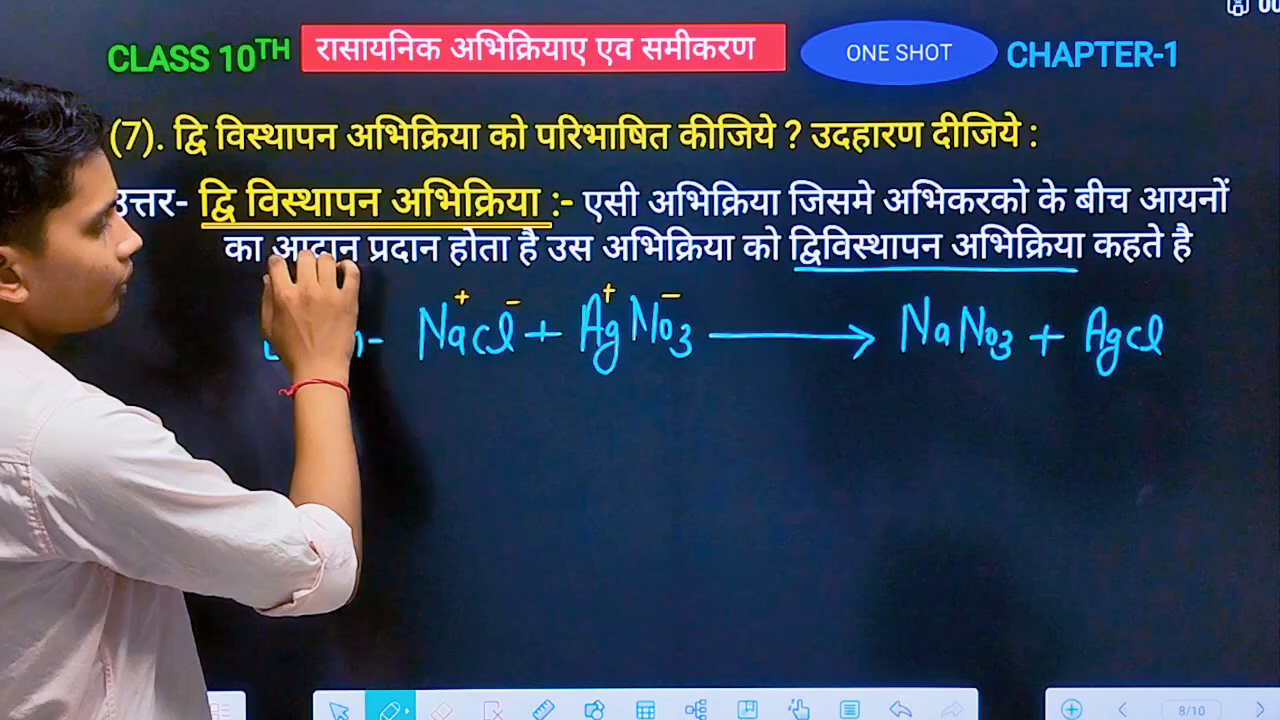 CLASS 10TH रासायनिक अभिक्रियाए एव समीकरण ONE SHOT CHAPTER-1
(7). द्वि विस्थापन अभिक्रिया को परिभाषित कीजिये ? उदहारण दीजिये :
उत्तर- द्वि विस्थापन अभिक्रिया :- एसी अभिक्रिया जिसमे अभिकरको के बीच आयनों
का आदान प्रदान होता है उस अभिक्रिया को द्विविस्थापन अभिक्रिया कहते है
+ - + -
NaCl + AgNo3 ⟶ NaNo3 + AgCl
8/10